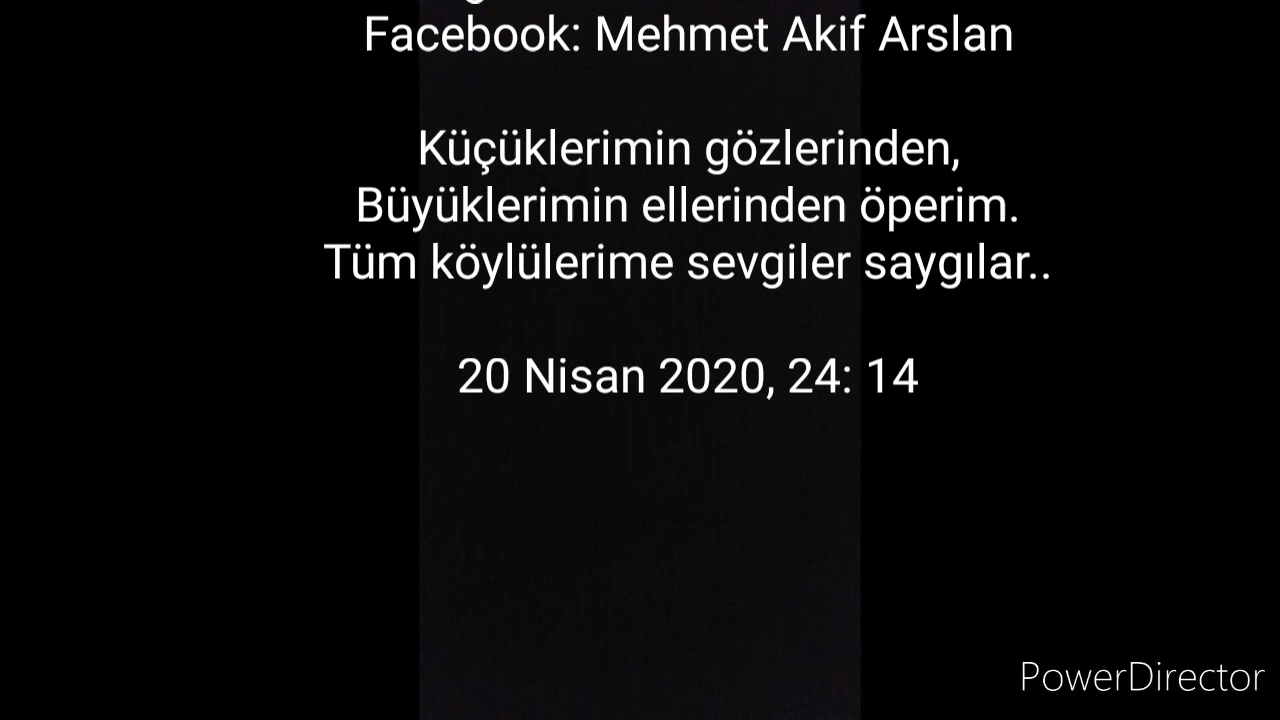 Facebook: Mehmet Akif Arslan
Küçüklerimin gözlerinden,
Büyüklerimin ellerinden öperim.
Tüm köylülerime sevgiler saygılar..
20 Nisan 2020, 24: 14
PowerDirector